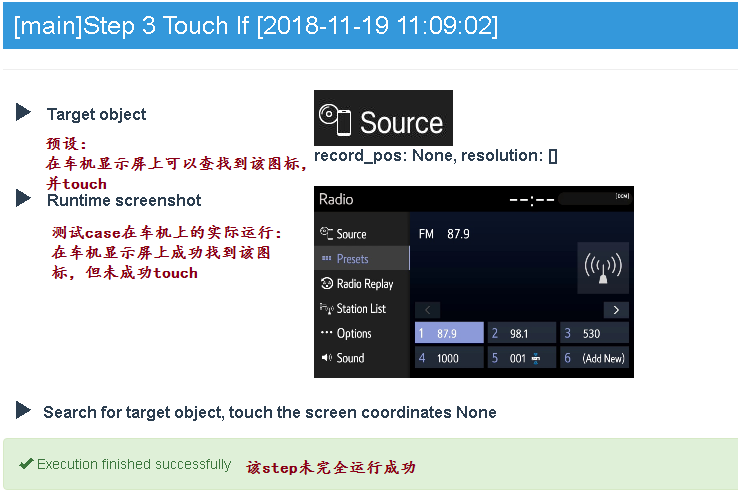 [main]Step 3 Touch If [2018-11-19 11:09:02]
Target object
预设：
在车机显示屏上可以查找到该图标，
并touch
Source
record_pos: None, resolution: []
Runtime screenshot
测试case在车机上的实际运行：
在车机显示屏上成功找到该图
标，但未成功touch
Radio
--:--
[DCM]
Source
Presets
Radio Replay
Station List
Options
Sound
FM 87.9
1 87.9
2 98.1
3 530
4 1000
5 001
6 (Add New)
Search for target object, touch the screen coordinates None
Execution finished successfully
该step未完全运行成功